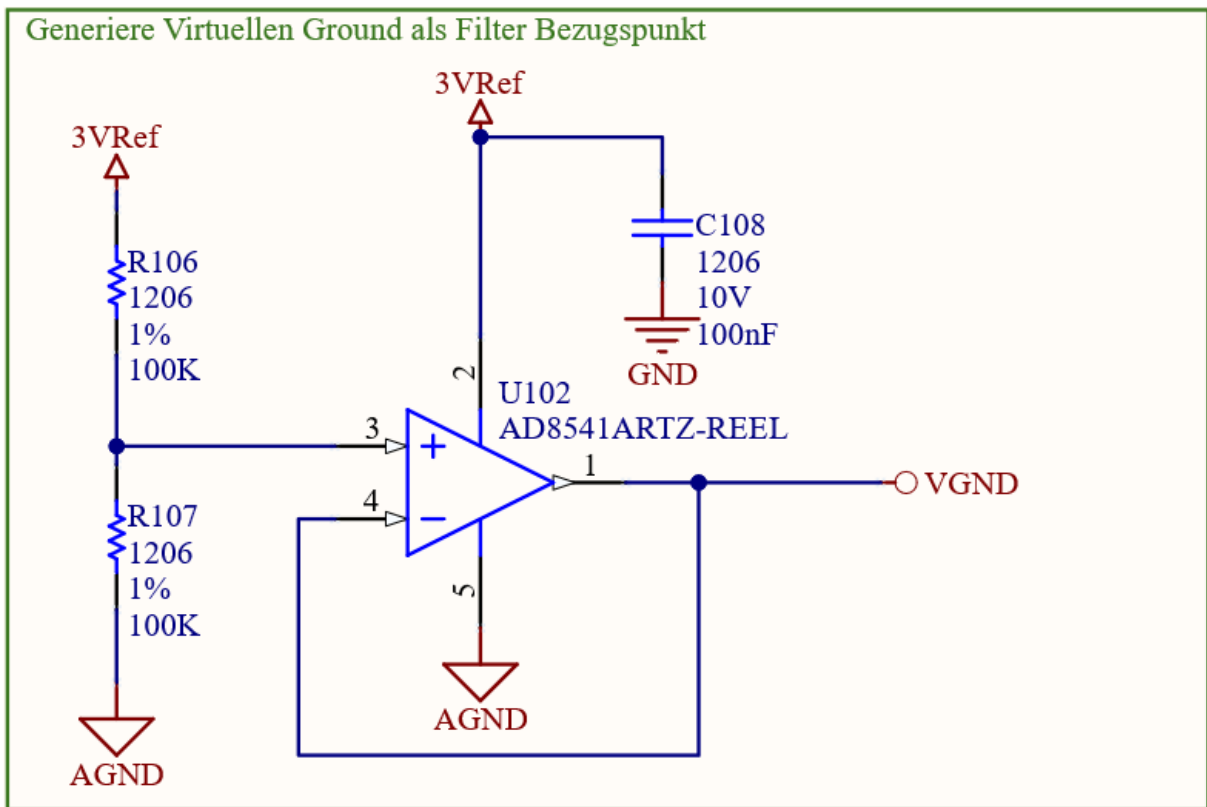 Generiere Virtuellen Ground als Filter Bezugspunkt
3VRef
3VRef
R106
1206
1%
100K
C108
1206
10V
100nF
GND
2
U102
AD8541ARTZ-REEL
3
+
1
VGND
4
−
R107
1206
1%
100K
5
AGND
AGND